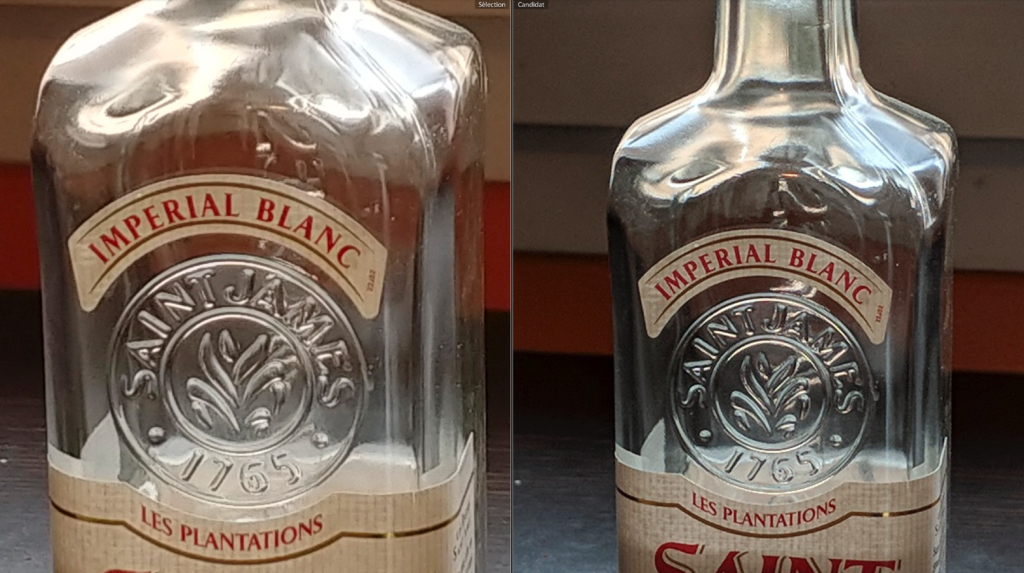 Sélection
Candidat
IMPERIAL BLANC
SAINT JAMES
1765
LES PLANTATIONS
IMPERIAL BLANC
SAINT JAMES
1765
LES PLANTATIONS
SAINT